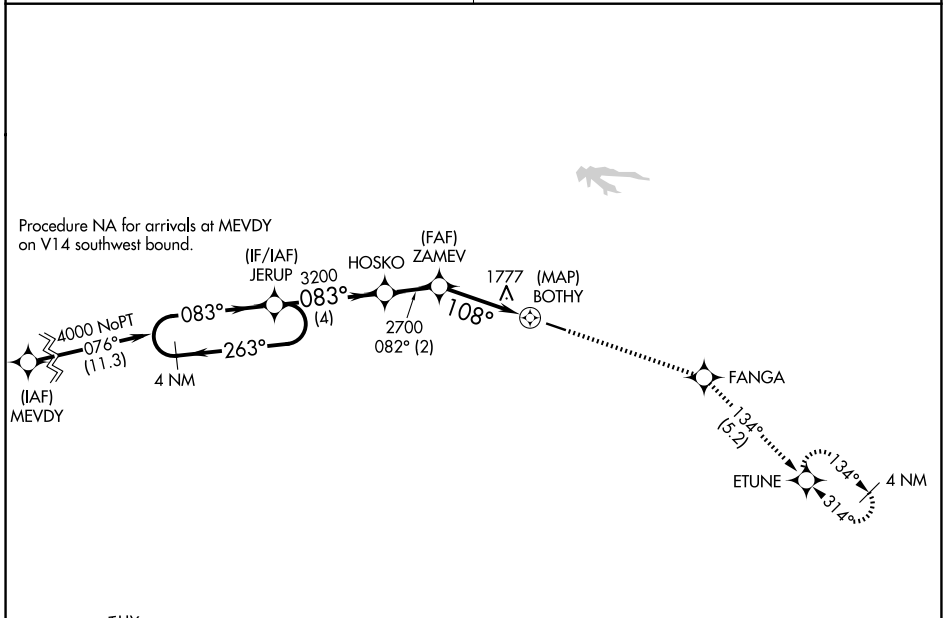 Procedure NA for arrivals at MEVDY
on V14 southwest bound.
(IF/IAF)
JERUP
HOSKO
(FAF)
ZAMEV
1777
(MAP)
BOTHY
3200
083°
083°
(4)
108°
4000 NoPT
076°
(11.3)
263°
4 NM
2700
082° (2)
(IAF)
MEVDY
FANGA
134°
(5.2)
ETUNE
134°
314°
4 NM